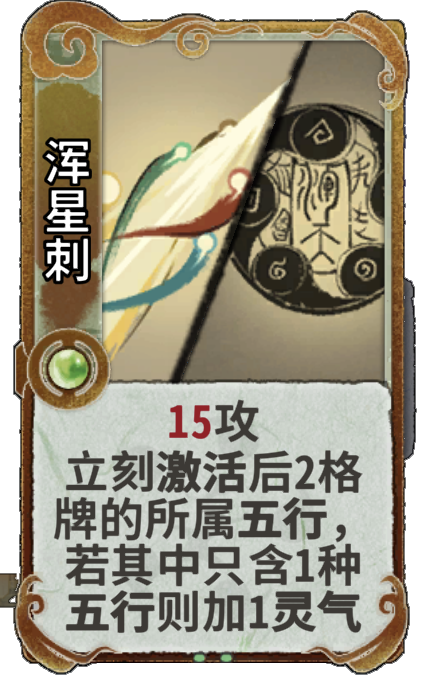 浑星刺
15攻
立刻激活后2格
牌的所属五行，
若其中只含1种
五行则加1灵气